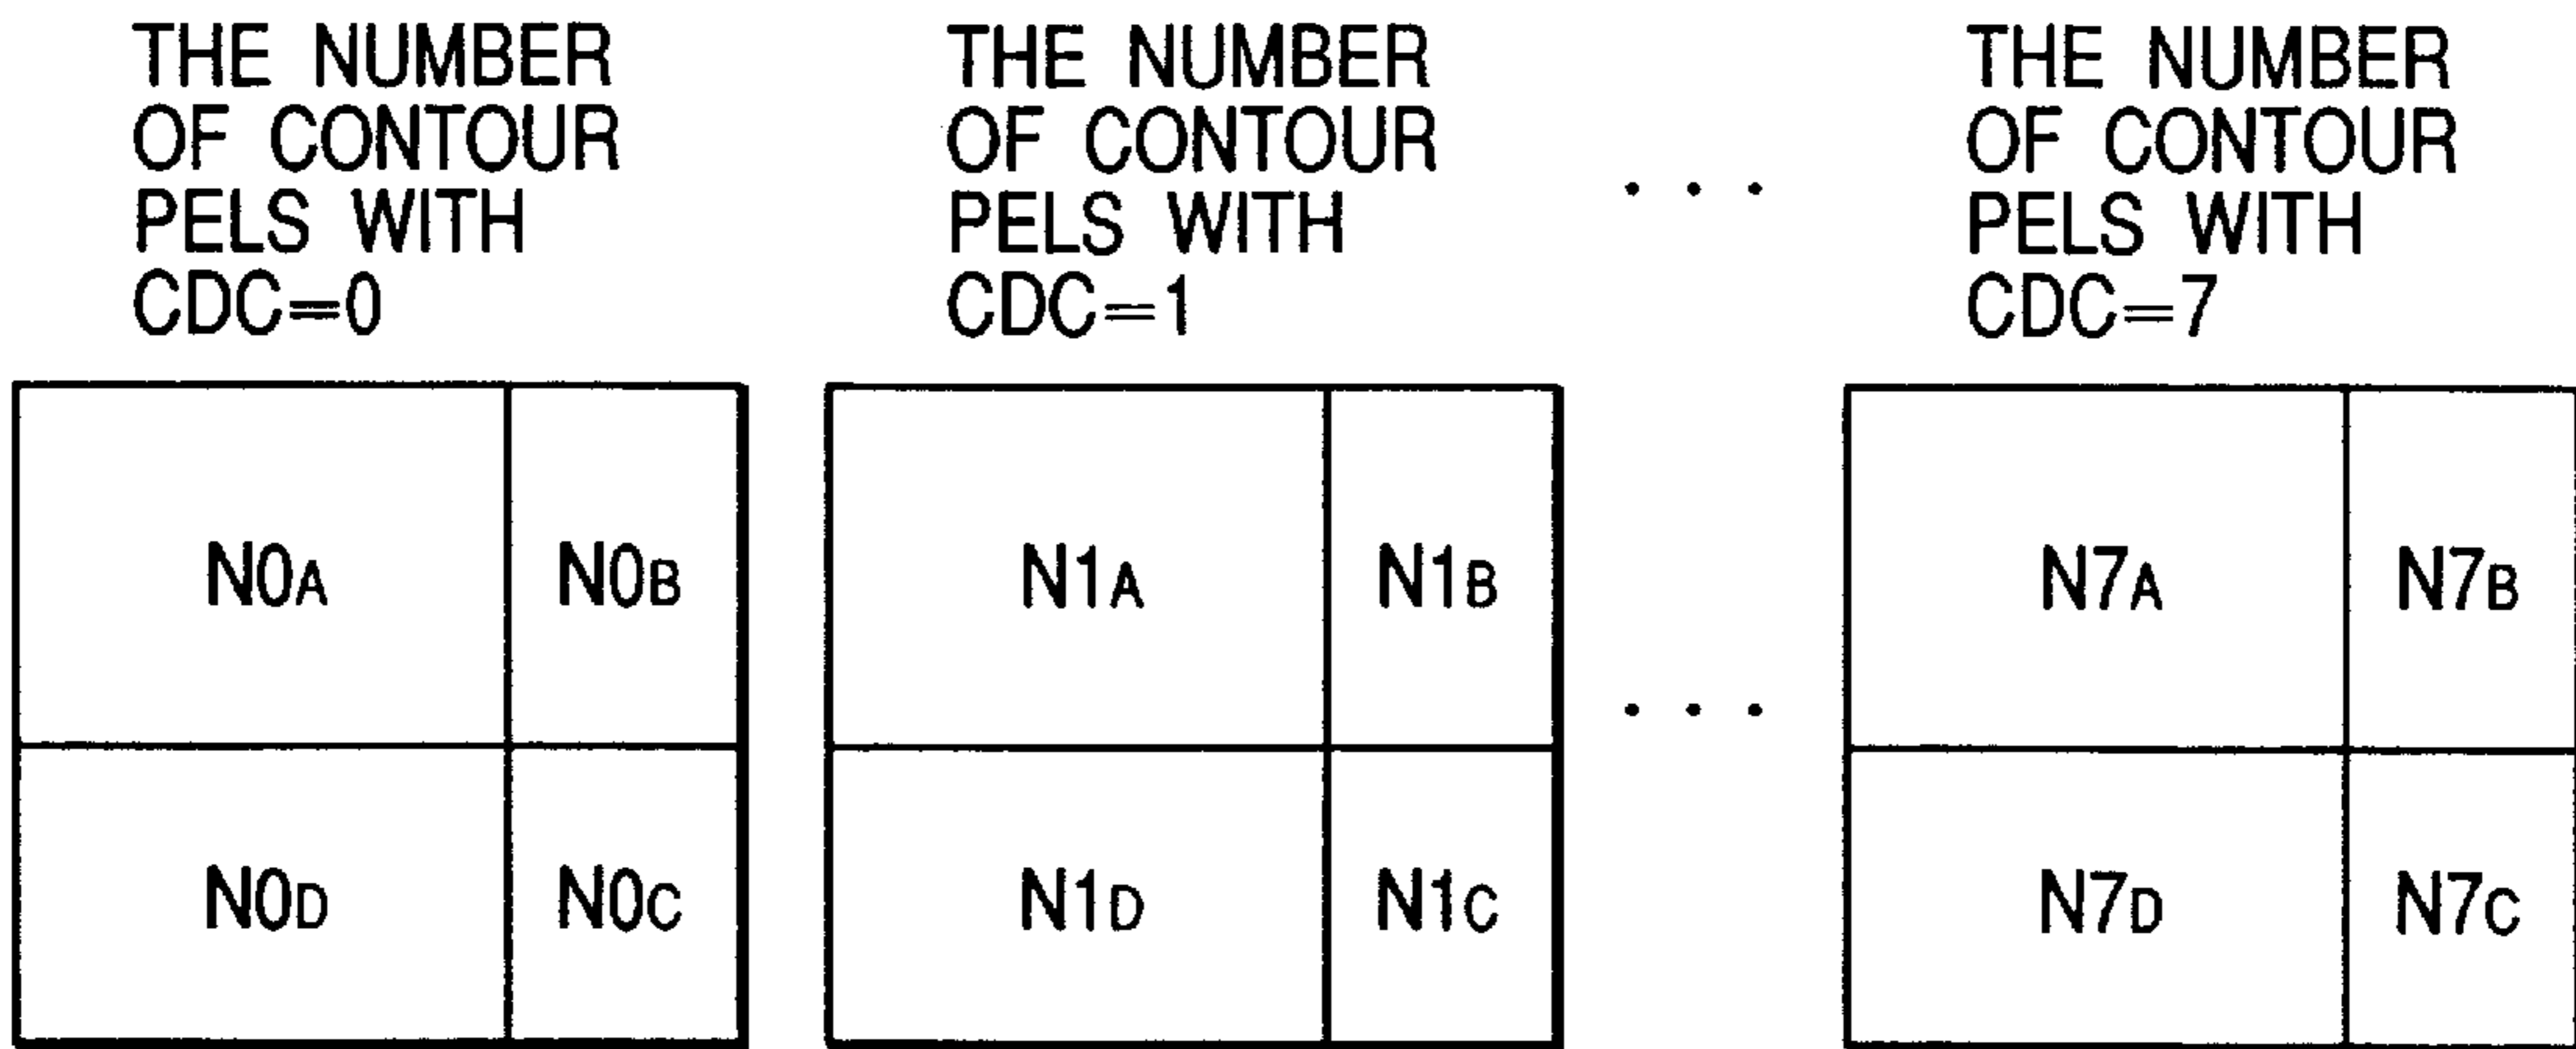 THE NUMBER
OF CONTOUR
PELS WITH
CDC=0
THE NUMBER
OF CONTOUR
PELS WITH
CDC=1
. . .
THE NUMBER
OF CONTOUR
PELS WITH
CDC=7
N0A
N0B
N0D
N0C
N1A
N1B
N1D
N1C
. . .
N7A
N7B
N7D
N7C